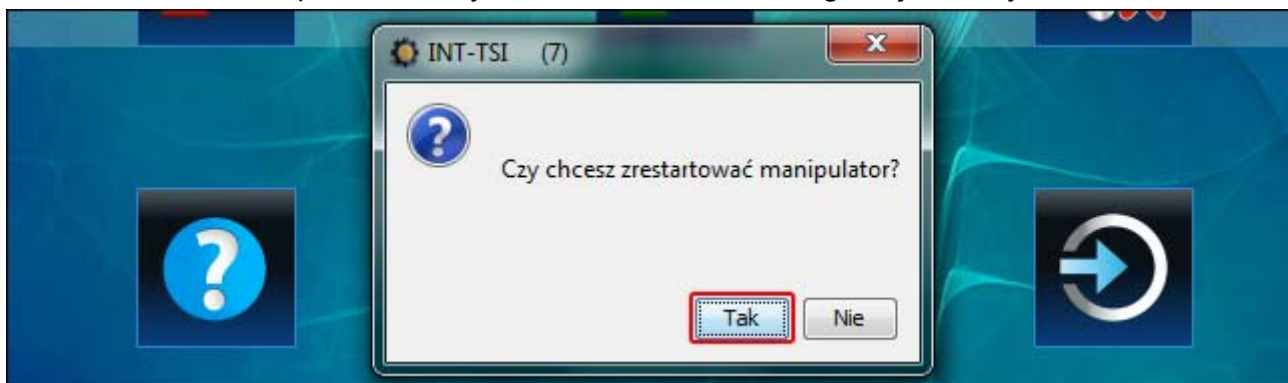 INT-TSI (7)
Czy chcesz zrestartować manipulator?
Tak
Nie